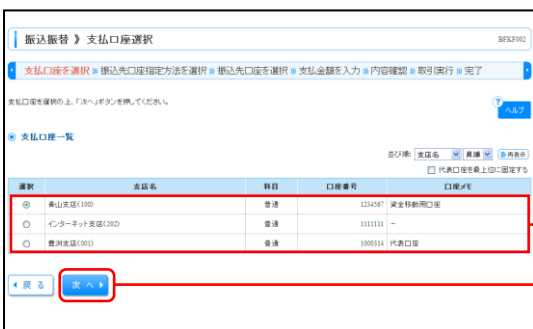 振込振替 》 支払口座選択 BFKF002
支払口座を選択 » 振込先口座指定方法を選択 » 振込先口座を選択 » 支払金額を入力 » 内容確認 » 取引実行 » 完了
支払口座を選択の上、「次へ」ボタンを押してください。
? ヘルプ
支払口座一覧
並び順: 支店名 昇順 再表示
代表口座を最上位に固定する
選択 支店名 科目 口座番号 口座メモ
青山支店(100) 普通 1234567 資金移動用口座
インターネット支店(202) 普通 1111111 －
豊洲支店(001) 普通 1000314 代表口座
戻る 次へ